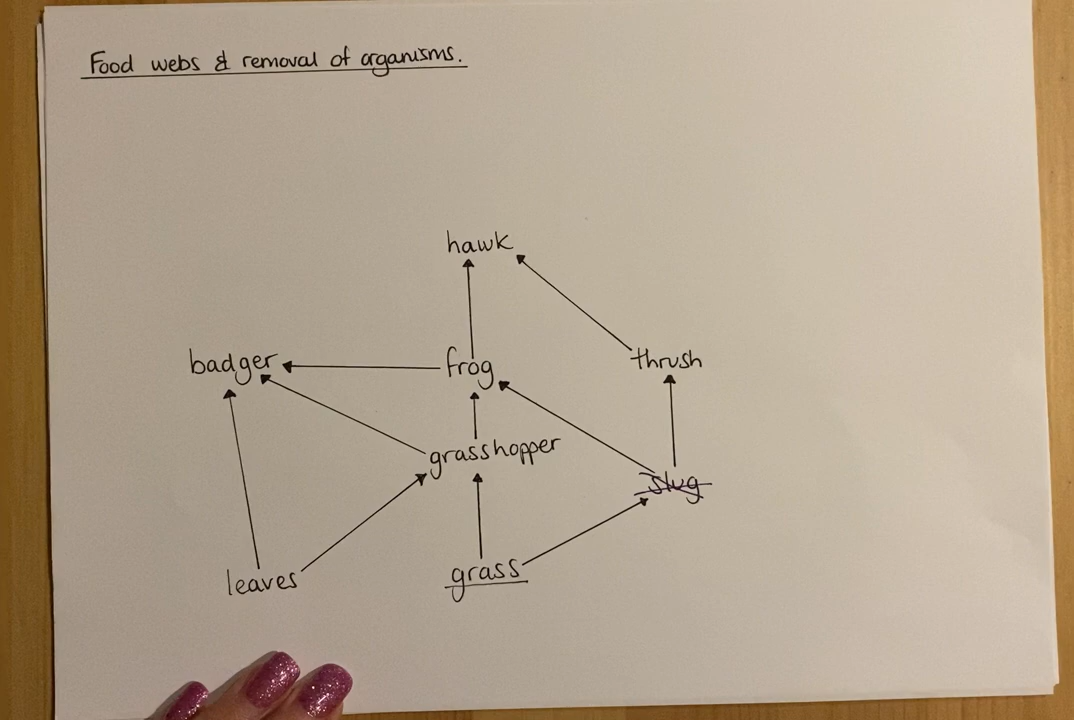 Food webs & removal of organisms.
hawk
badger frog thrush
grasshopper
slug
leaves grass